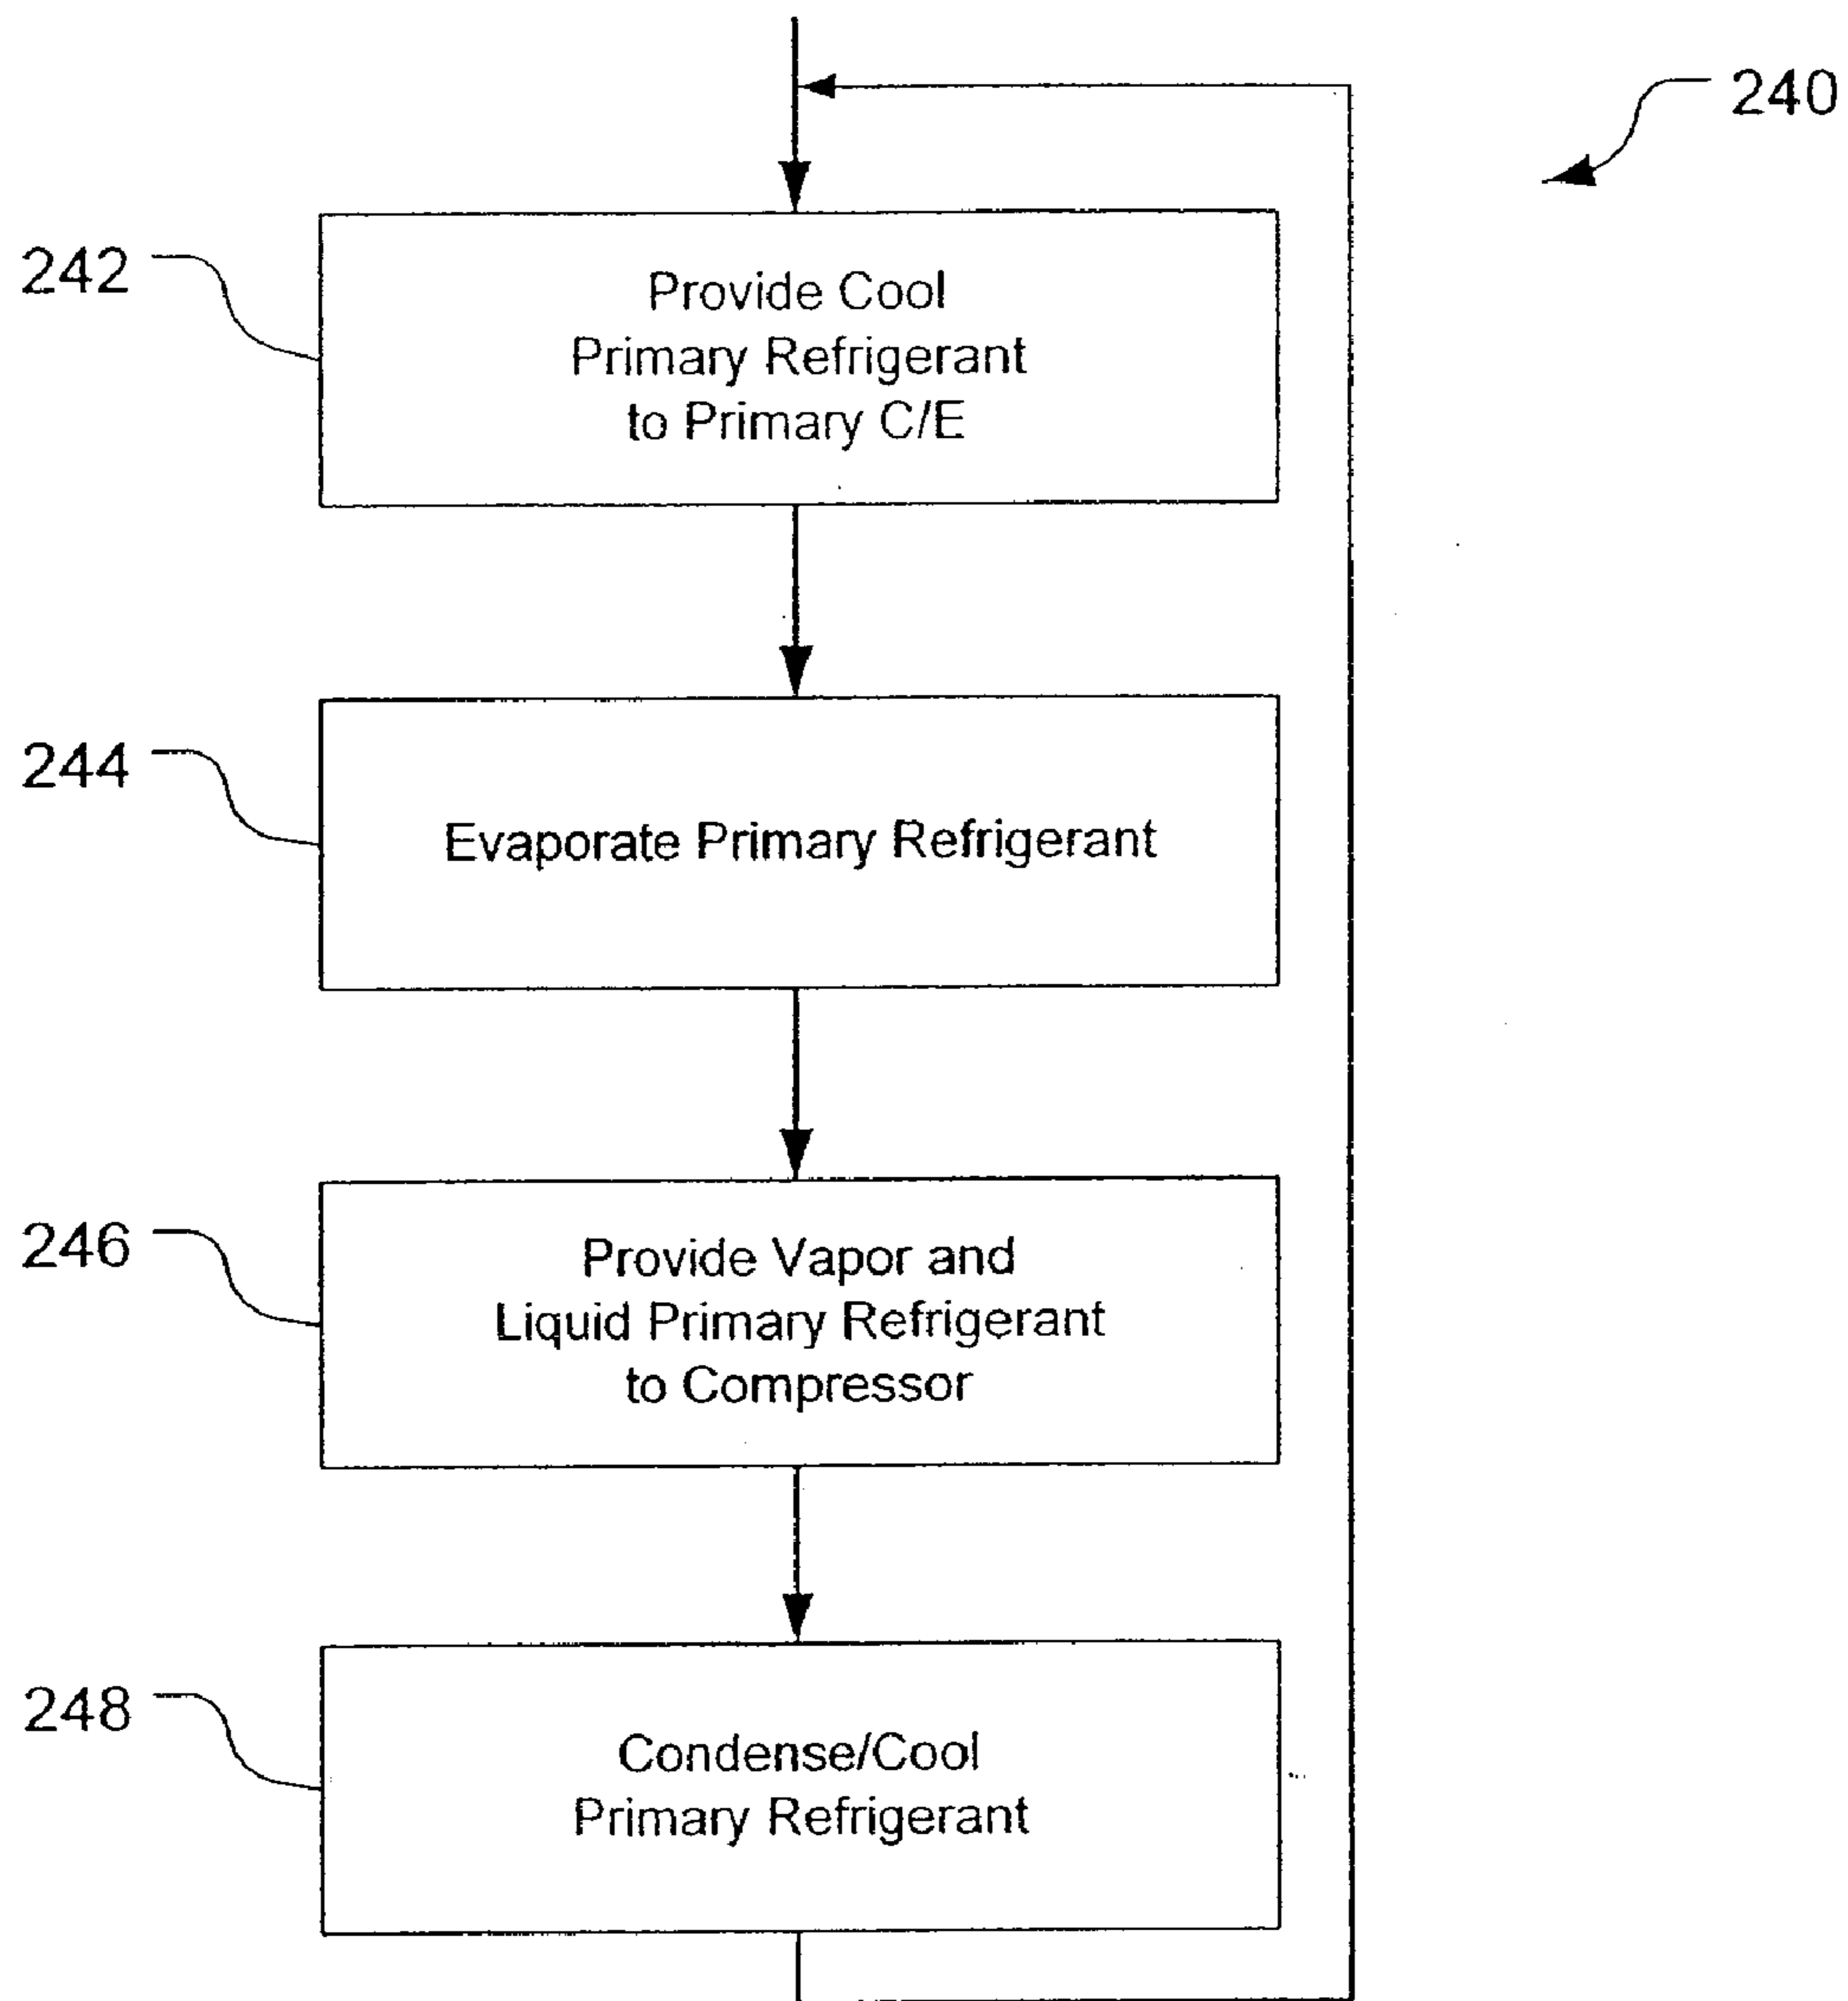 240
242
Provide Cool
Primary Refrigerant
to Primary C/E
244
Evaporate Primary Refrigerant
246
Provide Vapor and
Liquid Primary Refrigerant
to Compressor
248
Condense/Cool
Primary Refrigerant